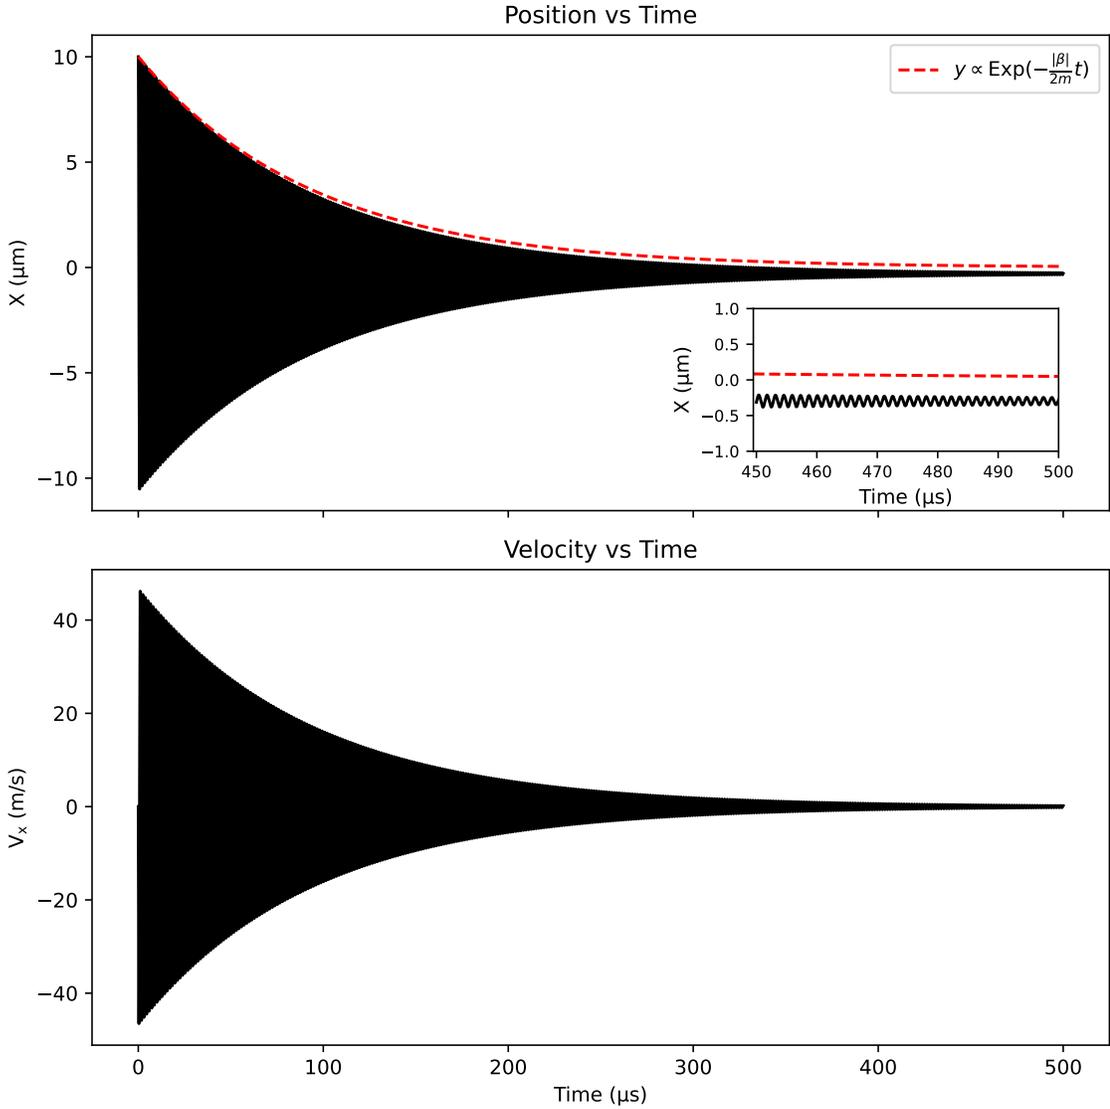 Position vs Time
10
5
0
−5
−10
X (μm)
y ∝ Exp(−|β|/2m t)
1.0
0.5
0.0
−0.5
−1.0
X (μm)
450 460 470 480 490 500
Time (μs)
Velocity vs Time
40
20
0
−20
−40
Vₓ (m/s)
0 100 200 300 400 500
Time (μs)